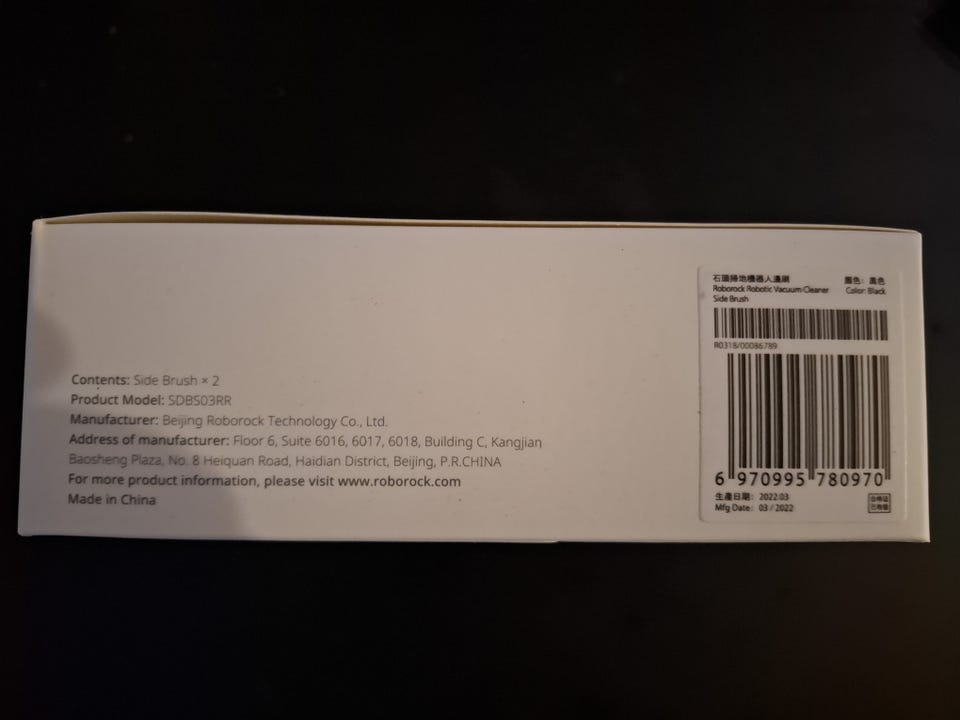 Contents: Side Brush × 2
Product Model: SDBS03RR
Manufacturer: Beijing Roborock Technology Co., Ltd.
Address of manufacturer: Floor 6, Suite 6016, 6017, 6018, Building C, Kangjian
Baosheng Plaza, No. 8 Heiquan Road, Haidian District, Beijing, P.R.CHINA
For more product information, please visit www.roborock.com
Made in China
石頭掃地機器人邊刷 顏色：黑色
Roborock Robotic Vacuum Cleaner Color: Black
Side Brush
R0318/00086789
6 970995 780970
生產日期： 2022.03
Mfg Date： 03 / 2022